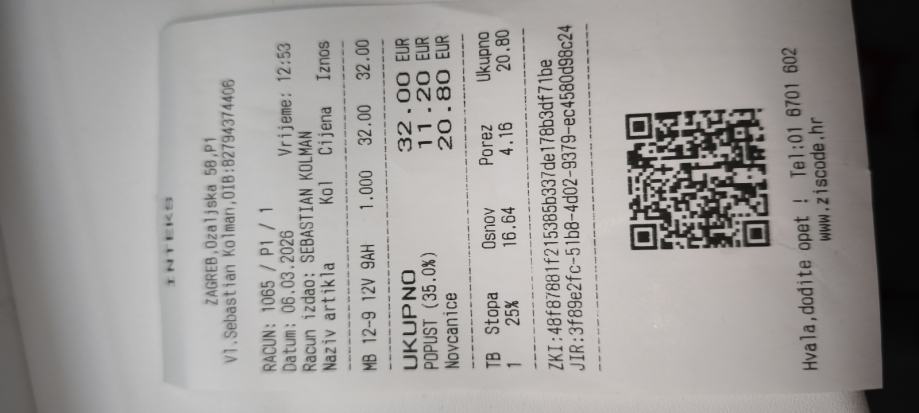 INTEKS
ZAGREB,Ozaljska 58,P1
Vl.Sebastian Kolman,OIB:82794374406
RACUN: 1065 / P1 / 1
Datum: 06.03.2026 Vrijeme: 12:53
Racun izdao: SEBASTIAN KOLMAN
Naziv artikla Kol Cijena Iznos
MB 12-9 12V 9AH 1.000 32.00 32.00
UKUPNO 32.00 EUR
POPUST (35.0%) 11.20 EUR
Novcanice 20.80 EUR
TB Stopa Osnov Porez Ukupno
1 25% 16.64 4.16 20.80
ZKI:48f87881f215385b337de178b3df71be
JIR:3f89e2fc-51b8-4d02-9379-ec4580d98c24
Hvala,dodite opet ! Tel:01 6701 602
www.ziscode.hr